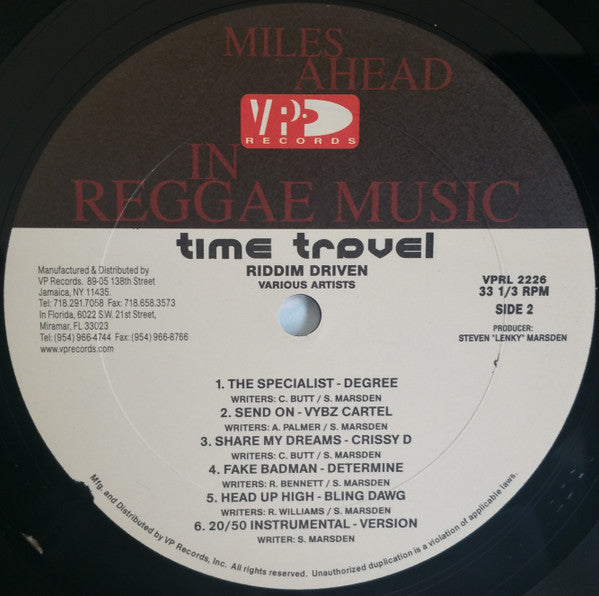 MILES
AHEAD
VP
RECORDS
IN
REGGAE MUSIC
time travel
RIDDIM DRIVEN
VARIOUS ARTISTS
Manufactured & Distributed by
VP Records. 89-05 138th Street
Jamaica, NY 11435.
Tel: 718.291.7058 Fax: 718.658.3573
In Florida, 6022 S.W. 21st Street,
Miramar, FL 33023
Tel: (954) 966-4744 Fax: (954) 966-8766
www.vprecords.com
VPRL 2226
33 1/3 RPM
SIDE 2
PRODUCER:
STEVEN "LENKY" MARSDEN
1. THE SPECIALIST - DEGREE
WRITERS: C. BUTT / S. MARSDEN
2. SEND ON - VYBZ CARTEL
WRITERS: A. PALMER / S. MARSDEN
3. SHARE MY DREAMS - CRISSY D
WRITERS: C. BUTT / S. MARSDEN
4. FAKE BADMAN - DETERMINE
WRITERS: R. BENNETT / S. MARSDEN
5. HEAD UP HIGH - BLING DAWG
WRITERS: R. WILLIAMS / S. MARSDEN
6. 20/50 INSTRUMENTAL - VERSION
WRITER: S. MARSDEN
Mfg. and Distributed by VP Records, Inc. All rights reserved. Unauthorized duplication is a violation of applicable laws.